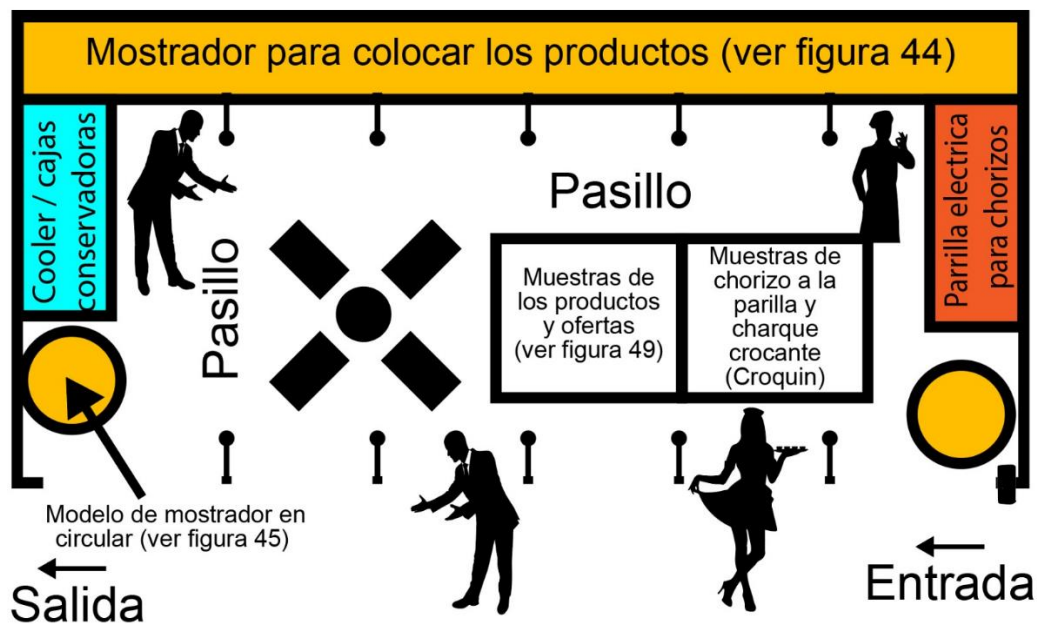 Mostrador para colocar los productos (ver figura 44)
Cooler / cajas
conservadoras
Pasillo
Pasillo
Parrilla electrica
para chorizos
Muestras de
los productos
y ofertas
(ver figura 49)
Muestras de
chorizo a la
parilla y
charque
crocante
(Croquin)
Modelo de mostrador en
circular (ver figura 45)
Salida
Entrada